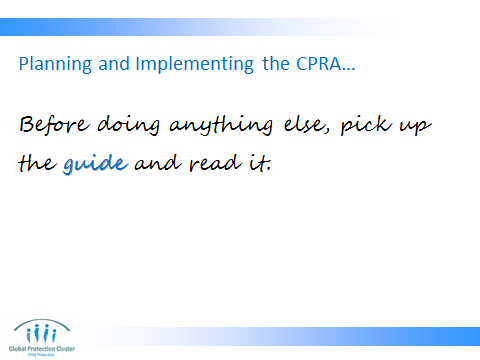 Planning and Implementing the CPRA…
Before doing anything else, pick up
the guide and read it.
Global Protection Cluster
Child Protection